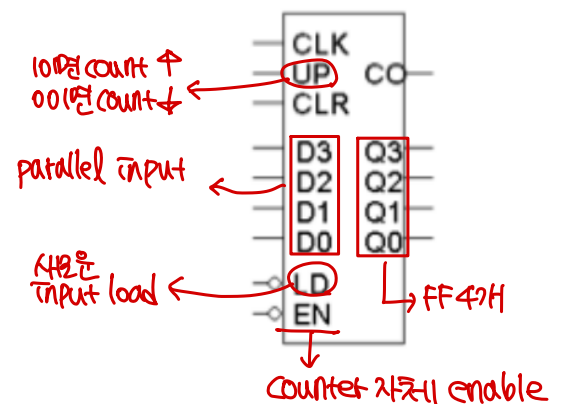 CLK
1이면 count ↑
UP
CO
0이면 count ↓
CLR
D3
Q3
parallel input
D2
Q2
D1
Q1
D0
Q0
새로운
input load
LD
FF 4개
EN
counter 자체 enable